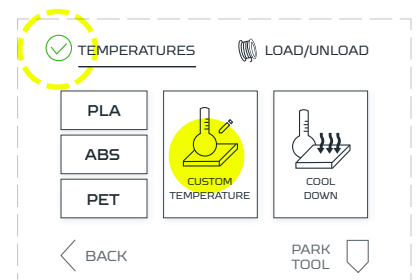 TEMPERATURES
LOAD/UNLOAD
PLA
ABS
PET
CUSTOM
TEMPERATURE
COOL
DOWN
BACK
PARK
TOOL